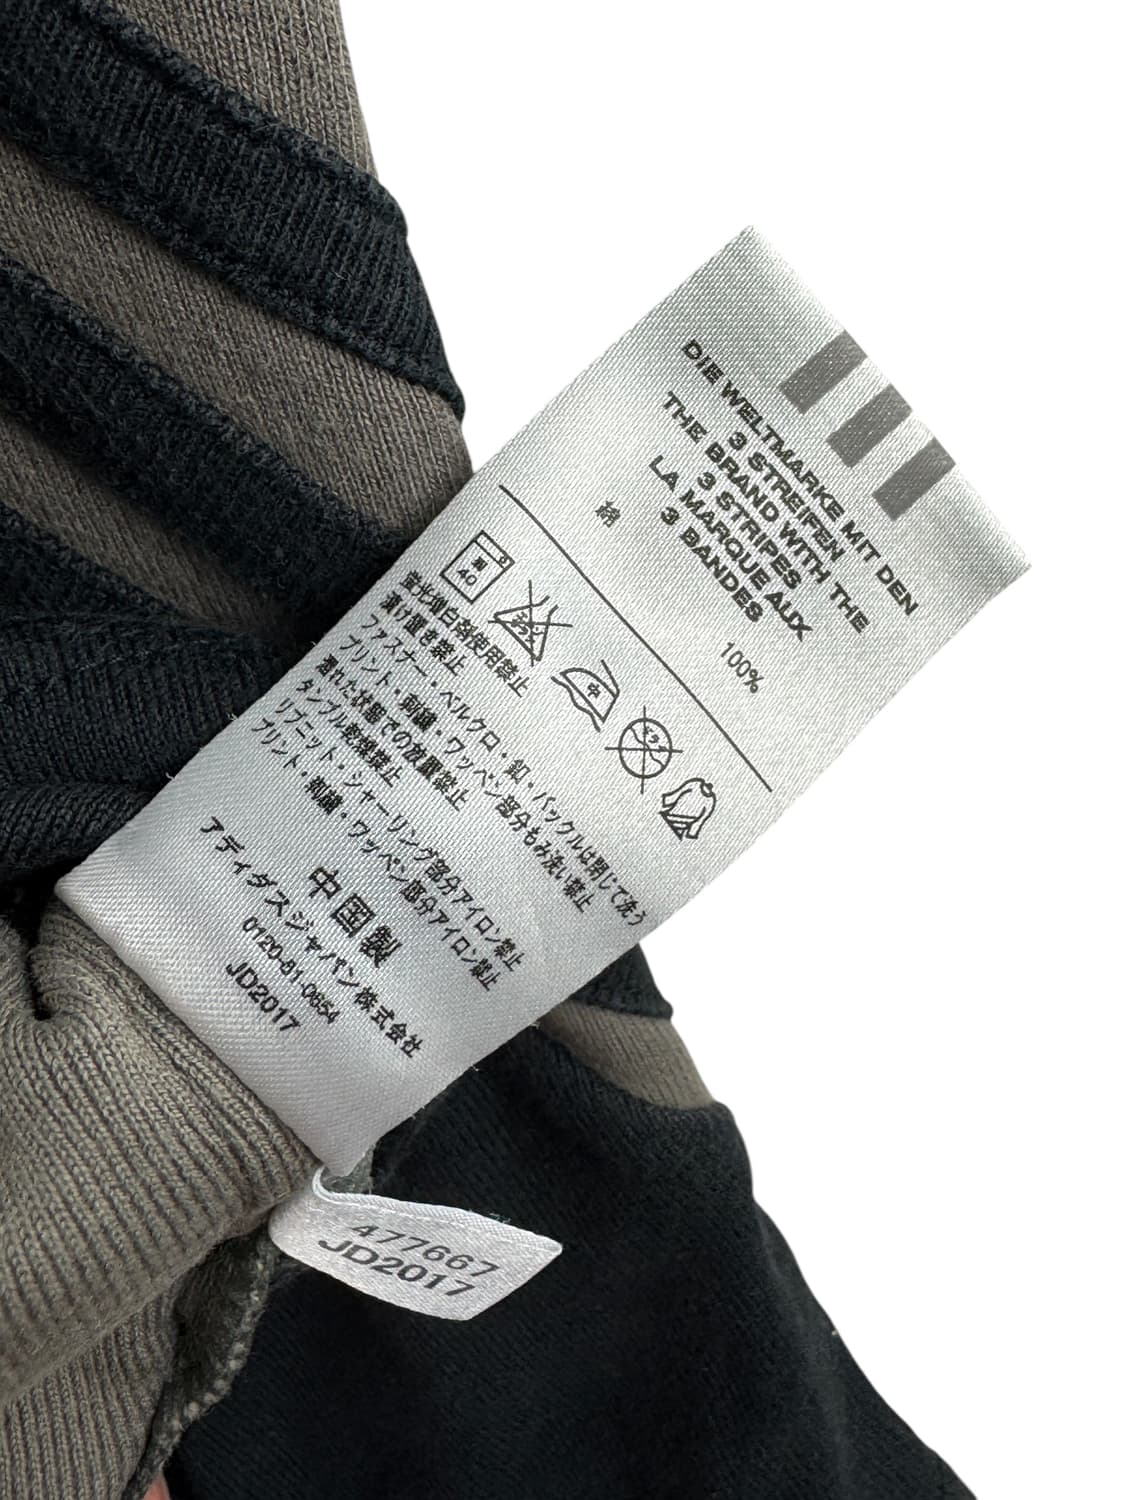 DIE WELTMARKE MIT DEN
3 STREIFEN
THE BRAND WITH THE
3 STRIPES
LA MARQUE AUX
3 BANDES
綿 100%
蛍光増白剤使用禁止
漬け置き禁止
ファスナー・ベルクロ・釦・バックルは閉じて洗う
プリント・刺繍・ワッペン部分もみ洗い禁止
濡れた状態での放置禁止
タンブル乾燥禁止
リブニット・シャーリング部分アイロン禁止
プリント・刺繍・ワッペン部分アイロン禁止
中国製
アディダスジャパン株式会社
0120-81-0654
JD2017
477667
JD2017